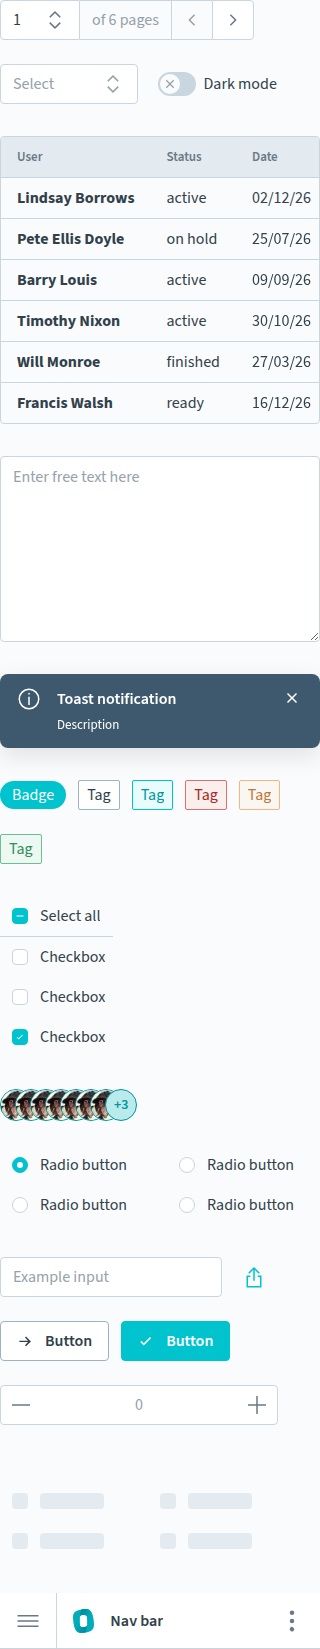 1 of 6 pages
Select Dark mode
User Status Date
Lindsay Borrows active 02/12/26
Pete Ellis Doyle on hold 25/07/26
Barry Louis active 09/09/26
Timothy Nixon active 30/10/26
Will Monroe finished 27/03/26
Francis Walsh ready 16/12/26
Enter free text here
Toast notification
Description
Badge Tag Tag Tag Tag
Tag
Select all
Checkbox
Checkbox
Checkbox
+3
Radio button Radio button
Radio button Radio button
Example input
Button Button
0
Nav bar